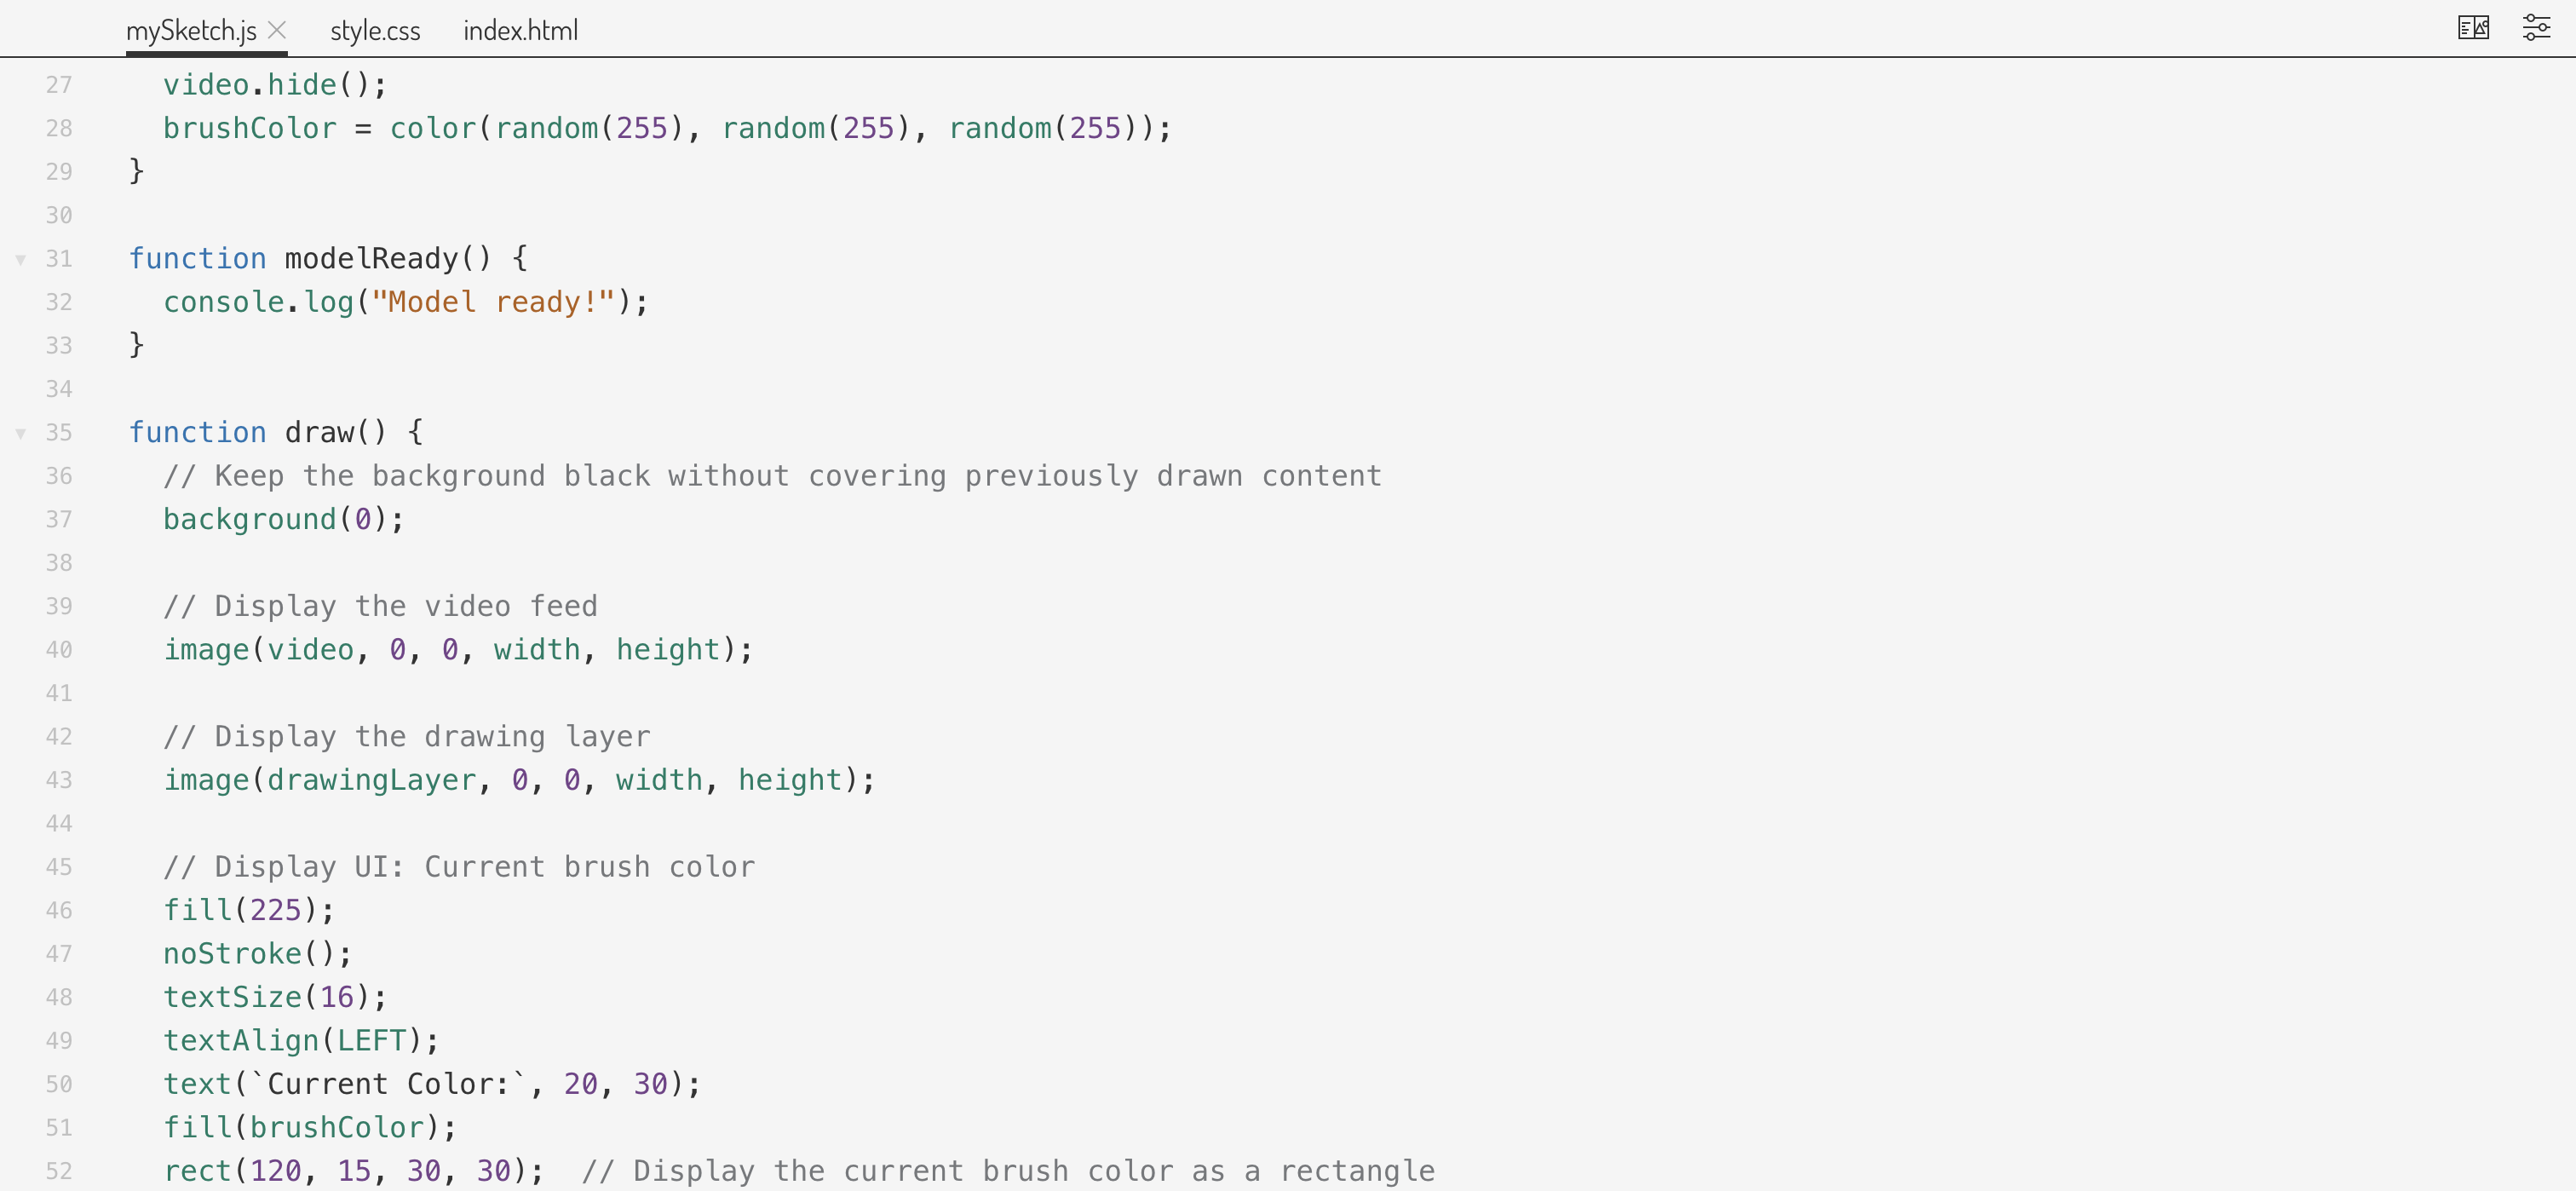 mySketch.js style.css index.html
27 video.hide();
28 brushColor = color(random(255), random(255), random(255));
29 }
30
31 function modelReady() {
32 console.log("Model ready!");
33 }
34
35 function draw() {
36 // Keep the background black without covering previously drawn content
37 background(0);
38
39 // Display the video feed
40 image(video, 0, 0, width, height);
41
42 // Display the drawing layer
43 image(drawingLayer, 0, 0, width, height);
44
45 // Display UI: Current brush color
46 fill(225);
47 noStroke();
48 textSize(16);
49 textAlign(LEFT);
50 text(`Current Color:`, 20, 30);
51 fill(brushColor);
52 rect(120, 15, 30, 30);  // Display the current brush color as a rectangle